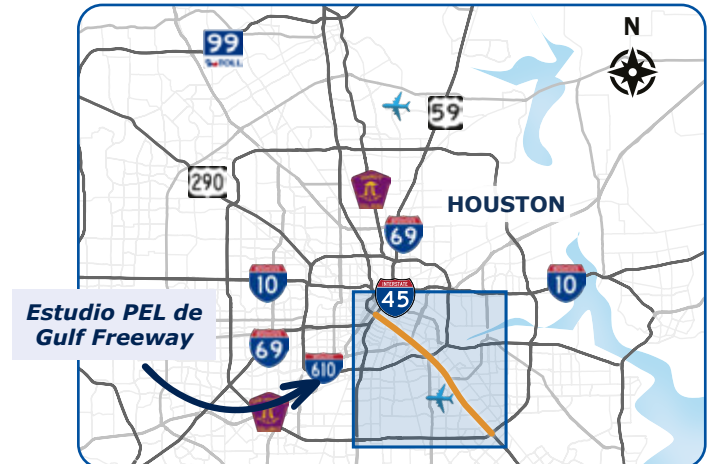 N
99
TOLL
59
290
HOUSTON
69
10
INTERSTATE
45
10
Estudio PEL de
Gulf Freeway
69
610